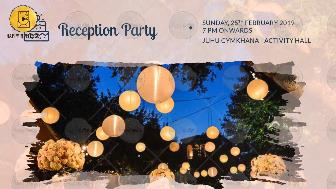 Reception Party
SUNDAY, 25TH FEBRUARY 2019
7 PM ONWARDS
JUHU GYMKHANA - ACTIVITY HALL